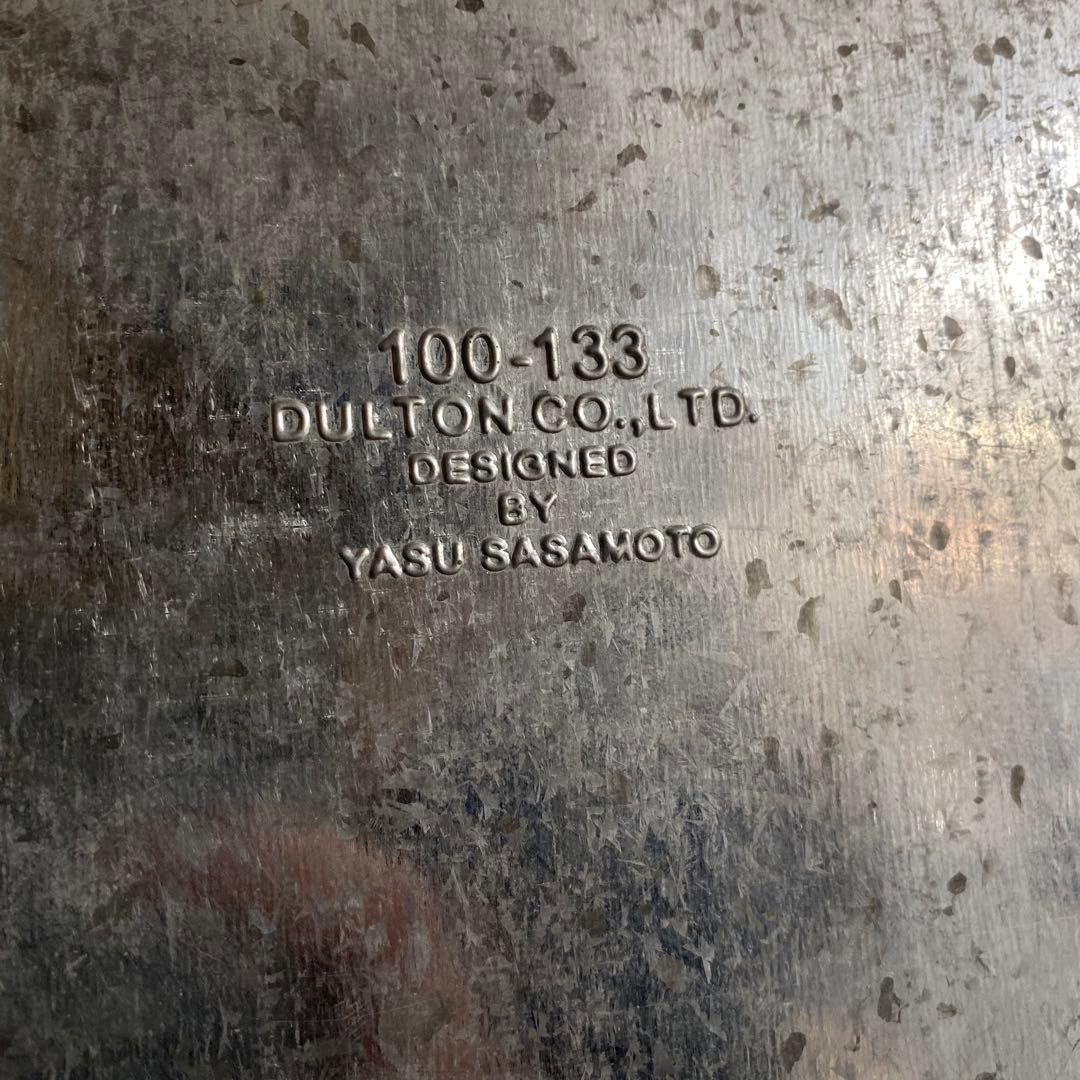 100-133
DULTON CO.,LTD.
DESIGNED
BY
YASU SASAMOTO